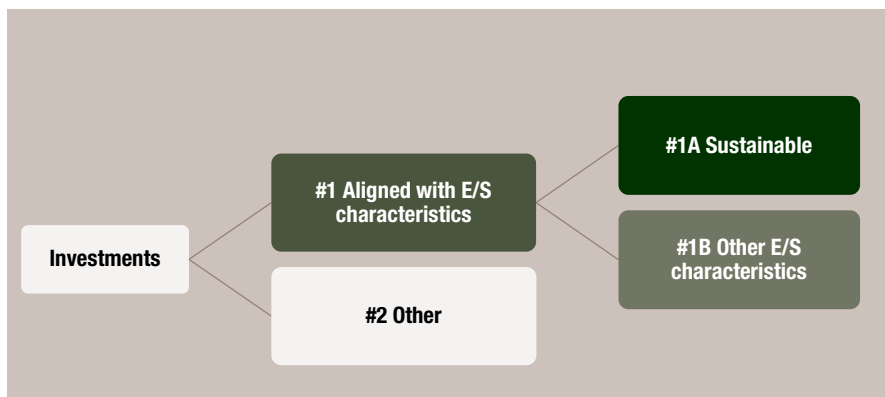 Investments
#1 Aligned with E/S
characteristics
#2 Other
#1A Sustainable
#1B Other E/S
characteristics